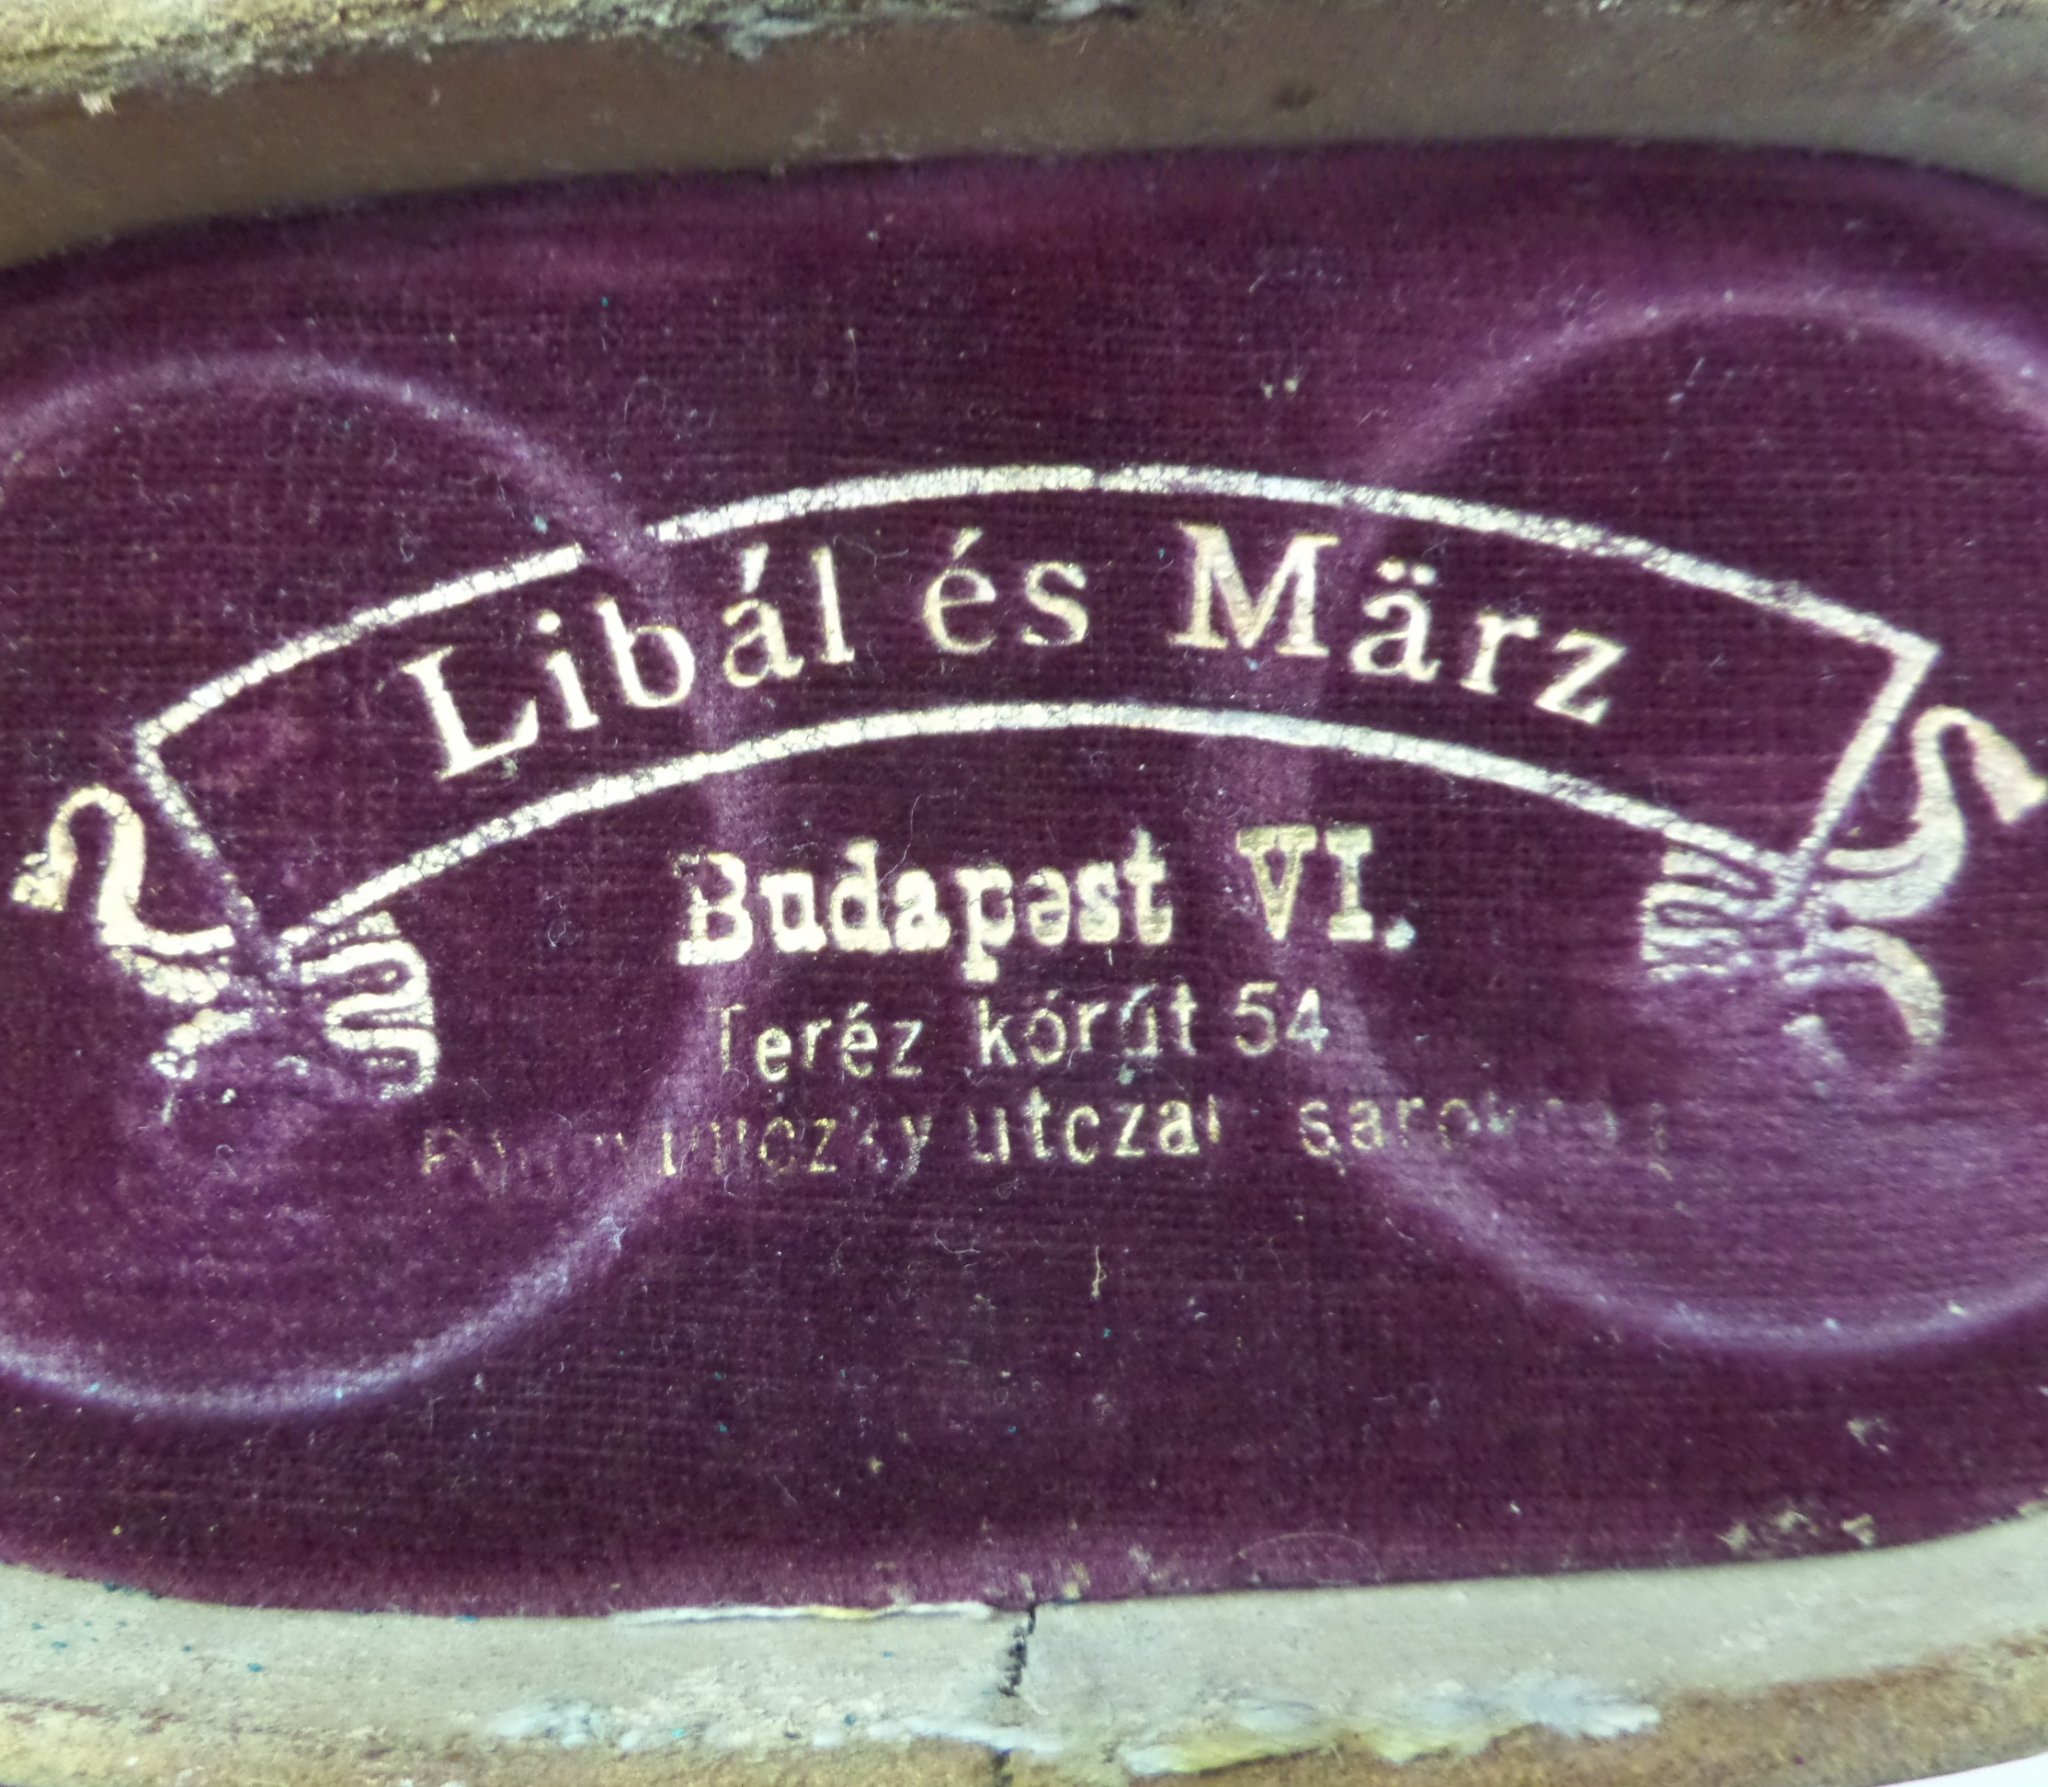 Libál és März
Budapest VI.
Teréz körút 54
utczai